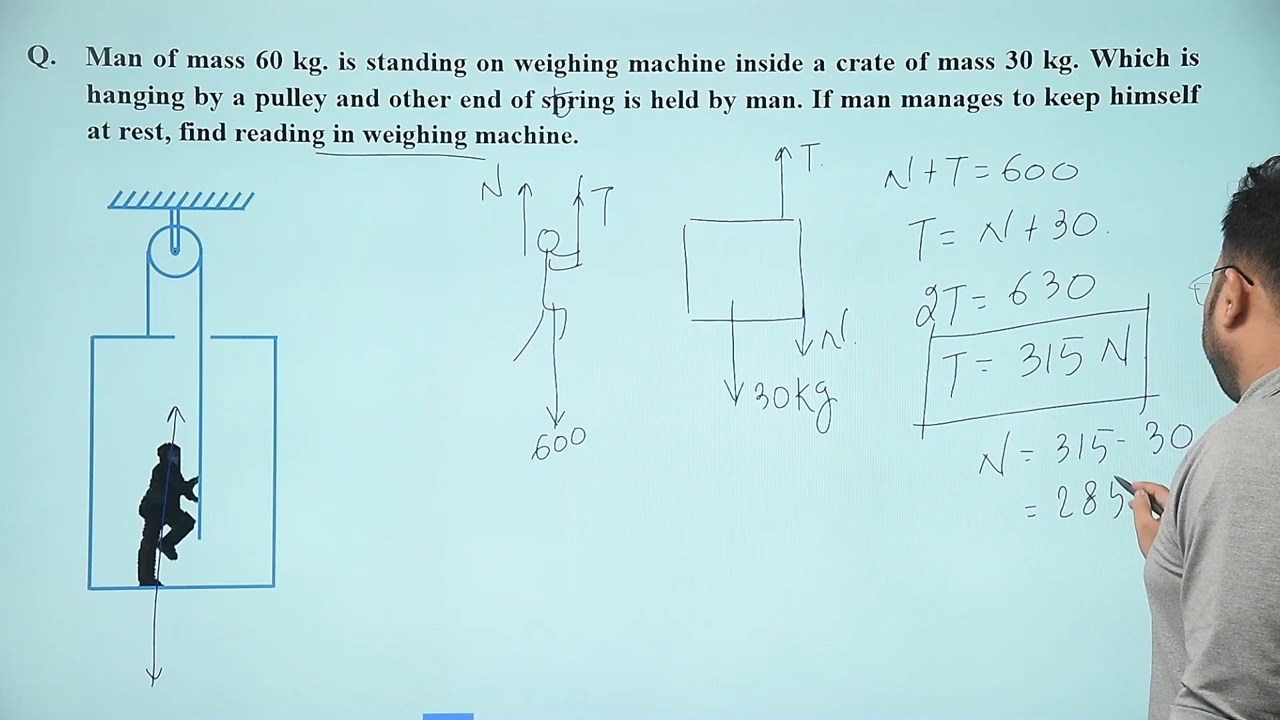 Q. Man of mass 60 kg. is standing on weighing machine inside a crate of mass 30 kg. Which is
hanging by a pulley and other end of spring is held by man. If man manages to keep himself
at rest, find reading in weighing machine.
N
T
600
T.
N.
30kg
N+T=600
T= N+30.
2T= 630
T= 315 N
N = 315-30
= 285